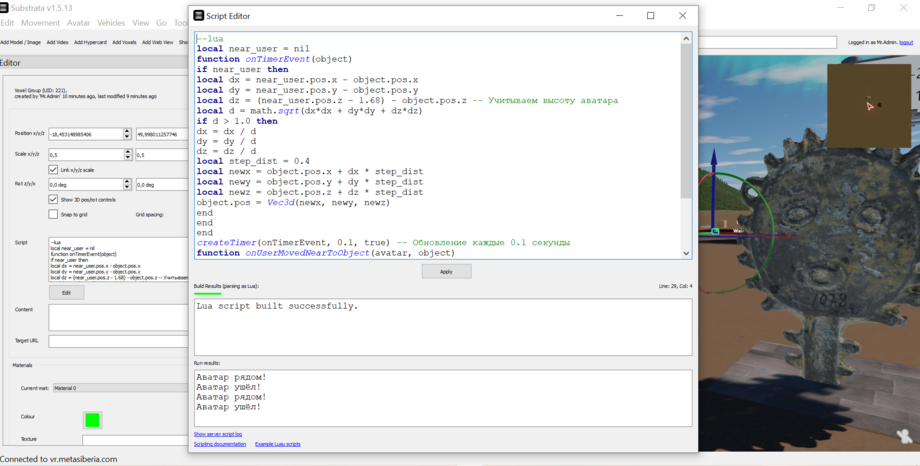 Substrata v1.5.13
Edit Movement Avatar Vehicles View Go Tool
Add Model / Image Add Video Add Hypercard Add Voxels Add Web View Show
Logged in as Mr.Admin. logout
Editor
Voxel Group (UID: 221),
created by 'Mr.Admin' 10 minutes ago, last modified 9 minutes ago
Position x/y/z -18,453148985406 49,998011257746
Scale x/y/z 0,5 0,5
Link x/y/z scale
Rot z/y/x 0,0 deg 0,0 deg
Show 3D pos/rot controls
Snap to grid Grid spacing:
Script
--lua
local near_user = nil
function onTimerEvent(object)
if near_user then
local dx = near_user.pos.x - object.pos.x
local dy = near_user.pos.y - object.pos.y
local dz = (near_user.pos.z - 1.68) - object.pos.z -- Учитываем
Edit
Content
Target URL
Materials
Current mat: Material 0
Colour
Texture
Connected to vr.metasiberia.com
Script Editor
--lua
local near_user = nil
function onTimerEvent(object)
if near_user then
local dx = near_user.pos.x - object.pos.x
local dy = near_user.pos.y - object.pos.y
local dz = (near_user.pos.z - 1.68) - object.pos.z -- Учитываем высоту аватара
local d = math.sqrt(dx*dx + dy*dy + dz*dz)
if d > 1.0 then
dx = dx / d
dy = dy / d
dz = dz / d
local step_dist = 0.4
local newx = object.pos.x + dx * step_dist
local newy = object.pos.y + dy * step_dist
local newz = object.pos.z + dz * step_dist
object.pos = Vec3d(newx, newy, newz)
end
end
end
createTimer(onTimerEvent, 0.1, true) -- Обновление каждые 0.1 секунды
function onUserMovedNearToObject(avatar, object)
Apply
Build Results (parsing as Lua): Line: 29, Col: 4
Lua script built successfully.
Run results:
Аватар рядом!
Аватар ушёл!
Аватар рядом!
Аватар ушёл!
Show server script log
Scripting documentation Example Luau scripts